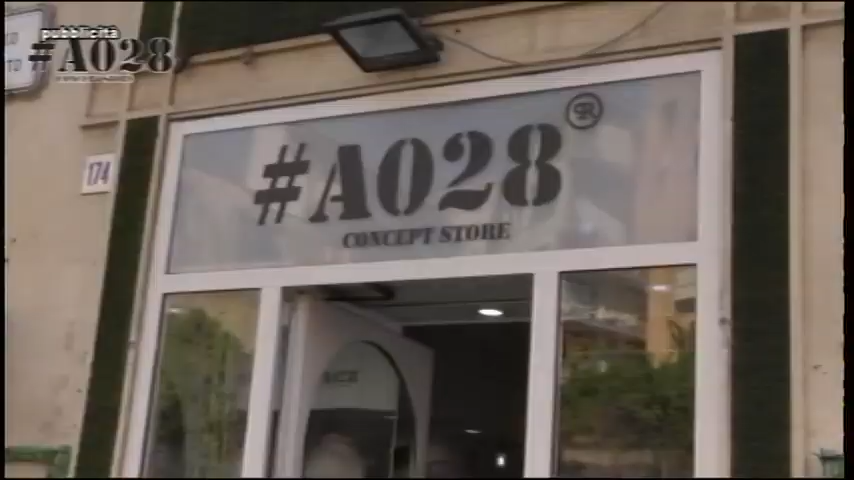 pubblicità
#A028
#A028
CONCEPT STORE
174